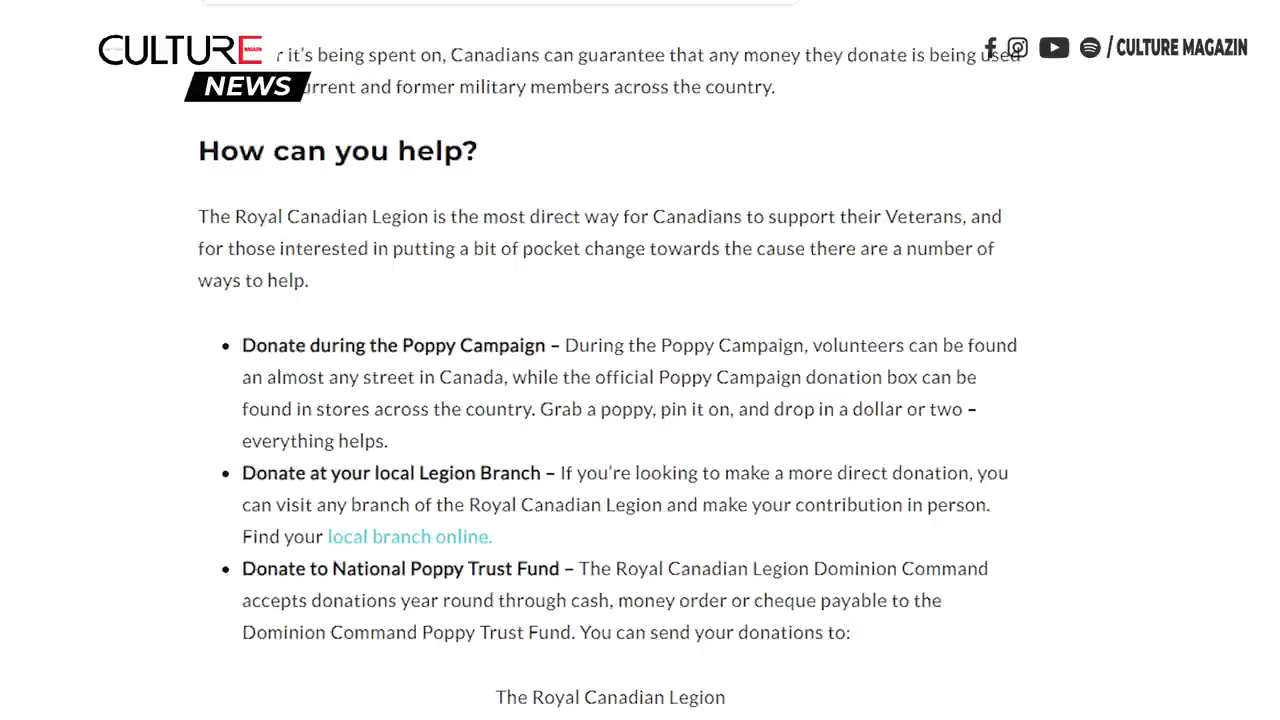 CULTURE
MAGAZIN
NEWS
/ CULTURE MAGAZIN
it's being spent on, Canadians can guarantee that any money they donate is being used
current and former military members across the country.
How can you help?
The Royal Canadian Legion is the most direct way for Canadians to support their Veterans, and
for those interested in putting a bit of pocket change towards the cause there are a number of
ways to help.
• Donate during the Poppy Campaign – During the Poppy Campaign, volunteers can be found
an almost any street in Canada, while the official Poppy Campaign donation box can be
found in stores across the country. Grab a poppy, pin it on, and drop in a dollar or two –
everything helps.
• Donate at your local Legion Branch – If you're looking to make a more direct donation, you
can visit any branch of the Royal Canadian Legion and make your contribution in person.
Find your local branch online.
• Donate to National Poppy Trust Fund – The Royal Canadian Legion Dominion Command
accepts donations year round through cash, money order or cheque payable to the
Dominion Command Poppy Trust Fund. You can send your donations to:
The Royal Canadian Legion